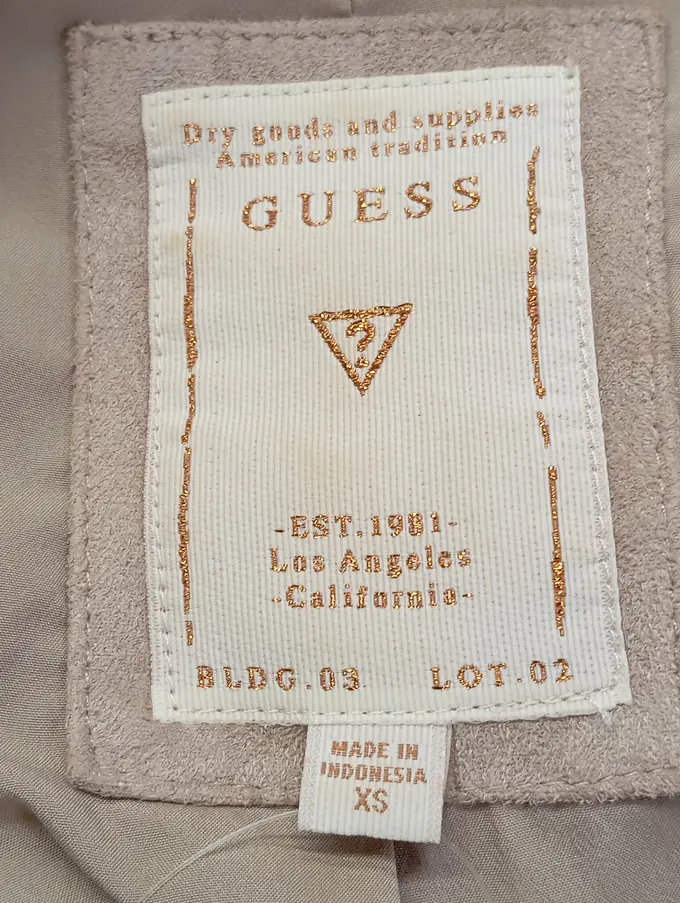 Dry goods and supplies
American tradition
GUESS
?
-EST.1981-
Los Angeles
-California-
BLDG.03 LOT.02
MADE IN
INDONESIA
XS